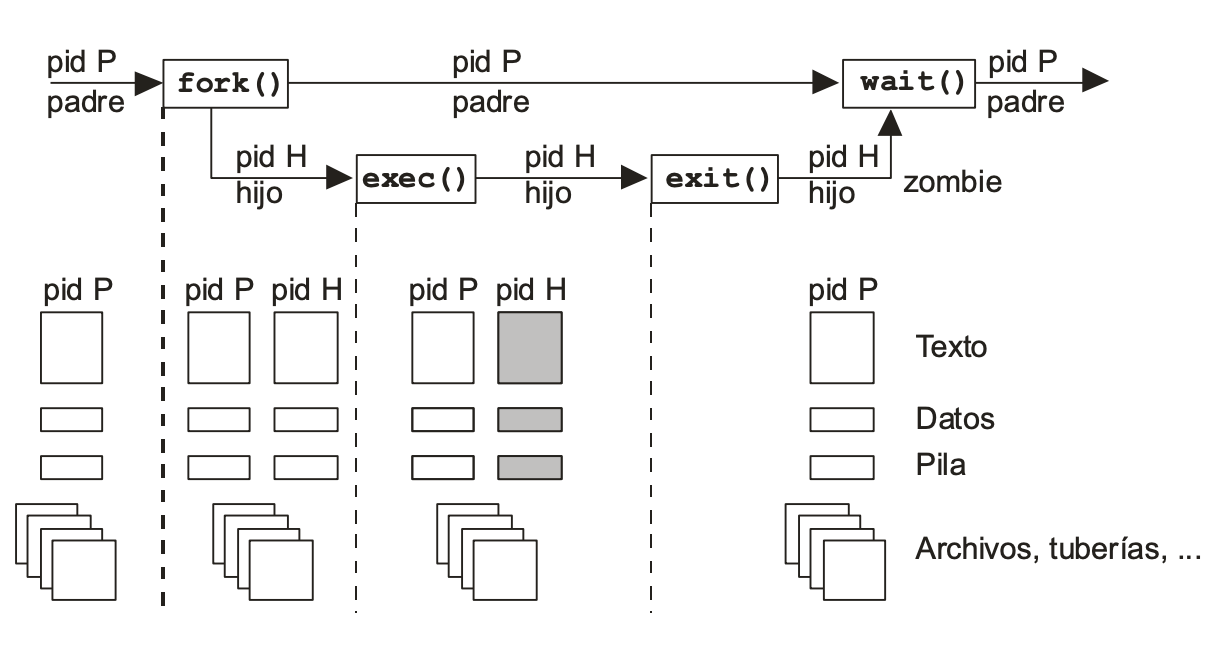 pid P
padre
fork()
pid P
padre
wait()
pid P
padre
pid H
hijo
exec()
pid H
hijo
exit()
pid H
hijo
zombie
pid P
pid P pid H
pid P pid H
pid P
Texto
Datos
Pila
Archivos, tuberías, ...